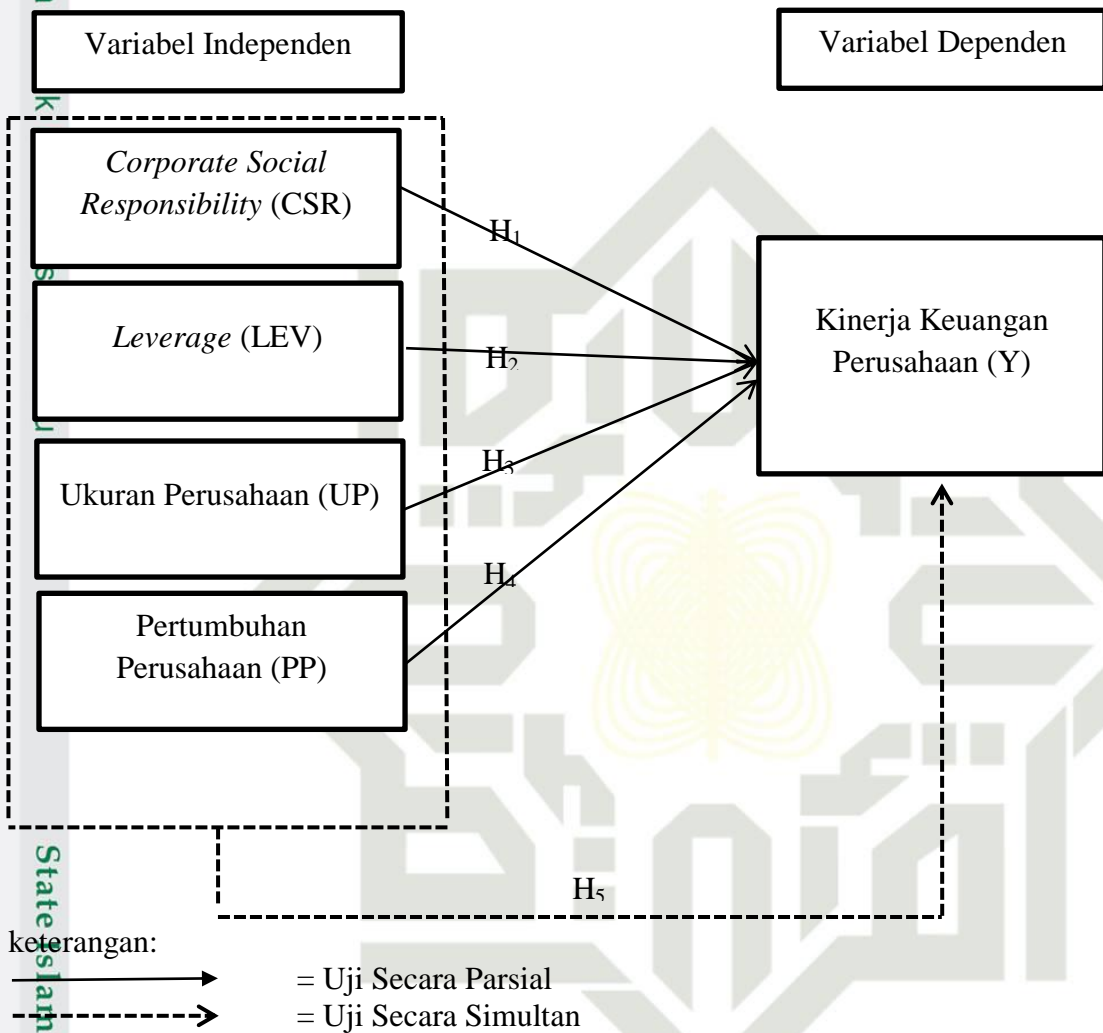 Variabel Independen
Variabel Dependen
Corporate Social
Responsibility (CSR)
H1
Leverage (LEV)
H2
Kinerja Keuangan
Perusahaan (Y)
Ukuran Perusahaan (UP)
H3
Pertumbuhan
Perusahaan (PP)
H4
H5
keterangan:
= Uji Secara Parsial
= Uji Secara Simultan
State Islam